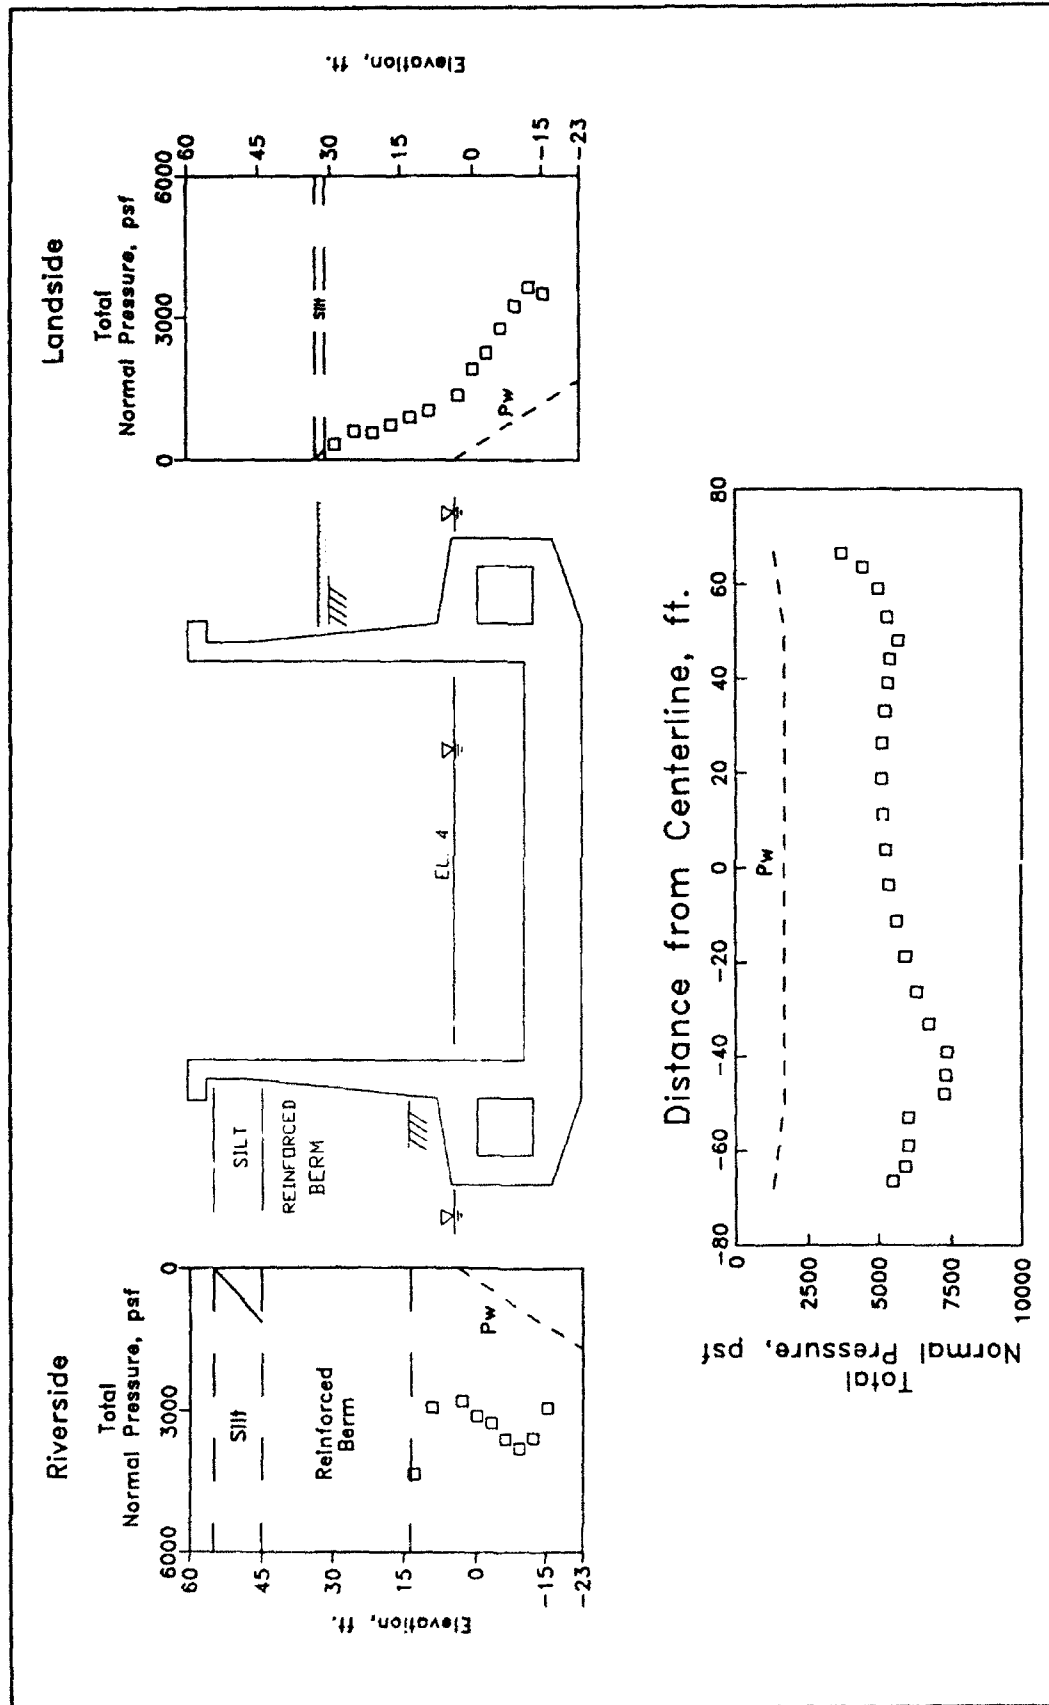 Riverside
Total
Normal Pressure, psf
6000
3000
0
60
45
30
15
0
-15
-23
Elevation, ft.
Silt
Reinforced
Berm
Pw
SILT
REINFORCED
BERM
EL. 4
Landside
Total
Normal Pressure, psf
0
3000
6000
60
45
30
15
0
-15
-23
Elevation, ft.
Silt
Pw
Distance from Centerline, ft.
-80
-60
-40
-20
0
20
40
60
80
0
2500
5000
7500
10000
Total
Normal Pressure, psf
Pw